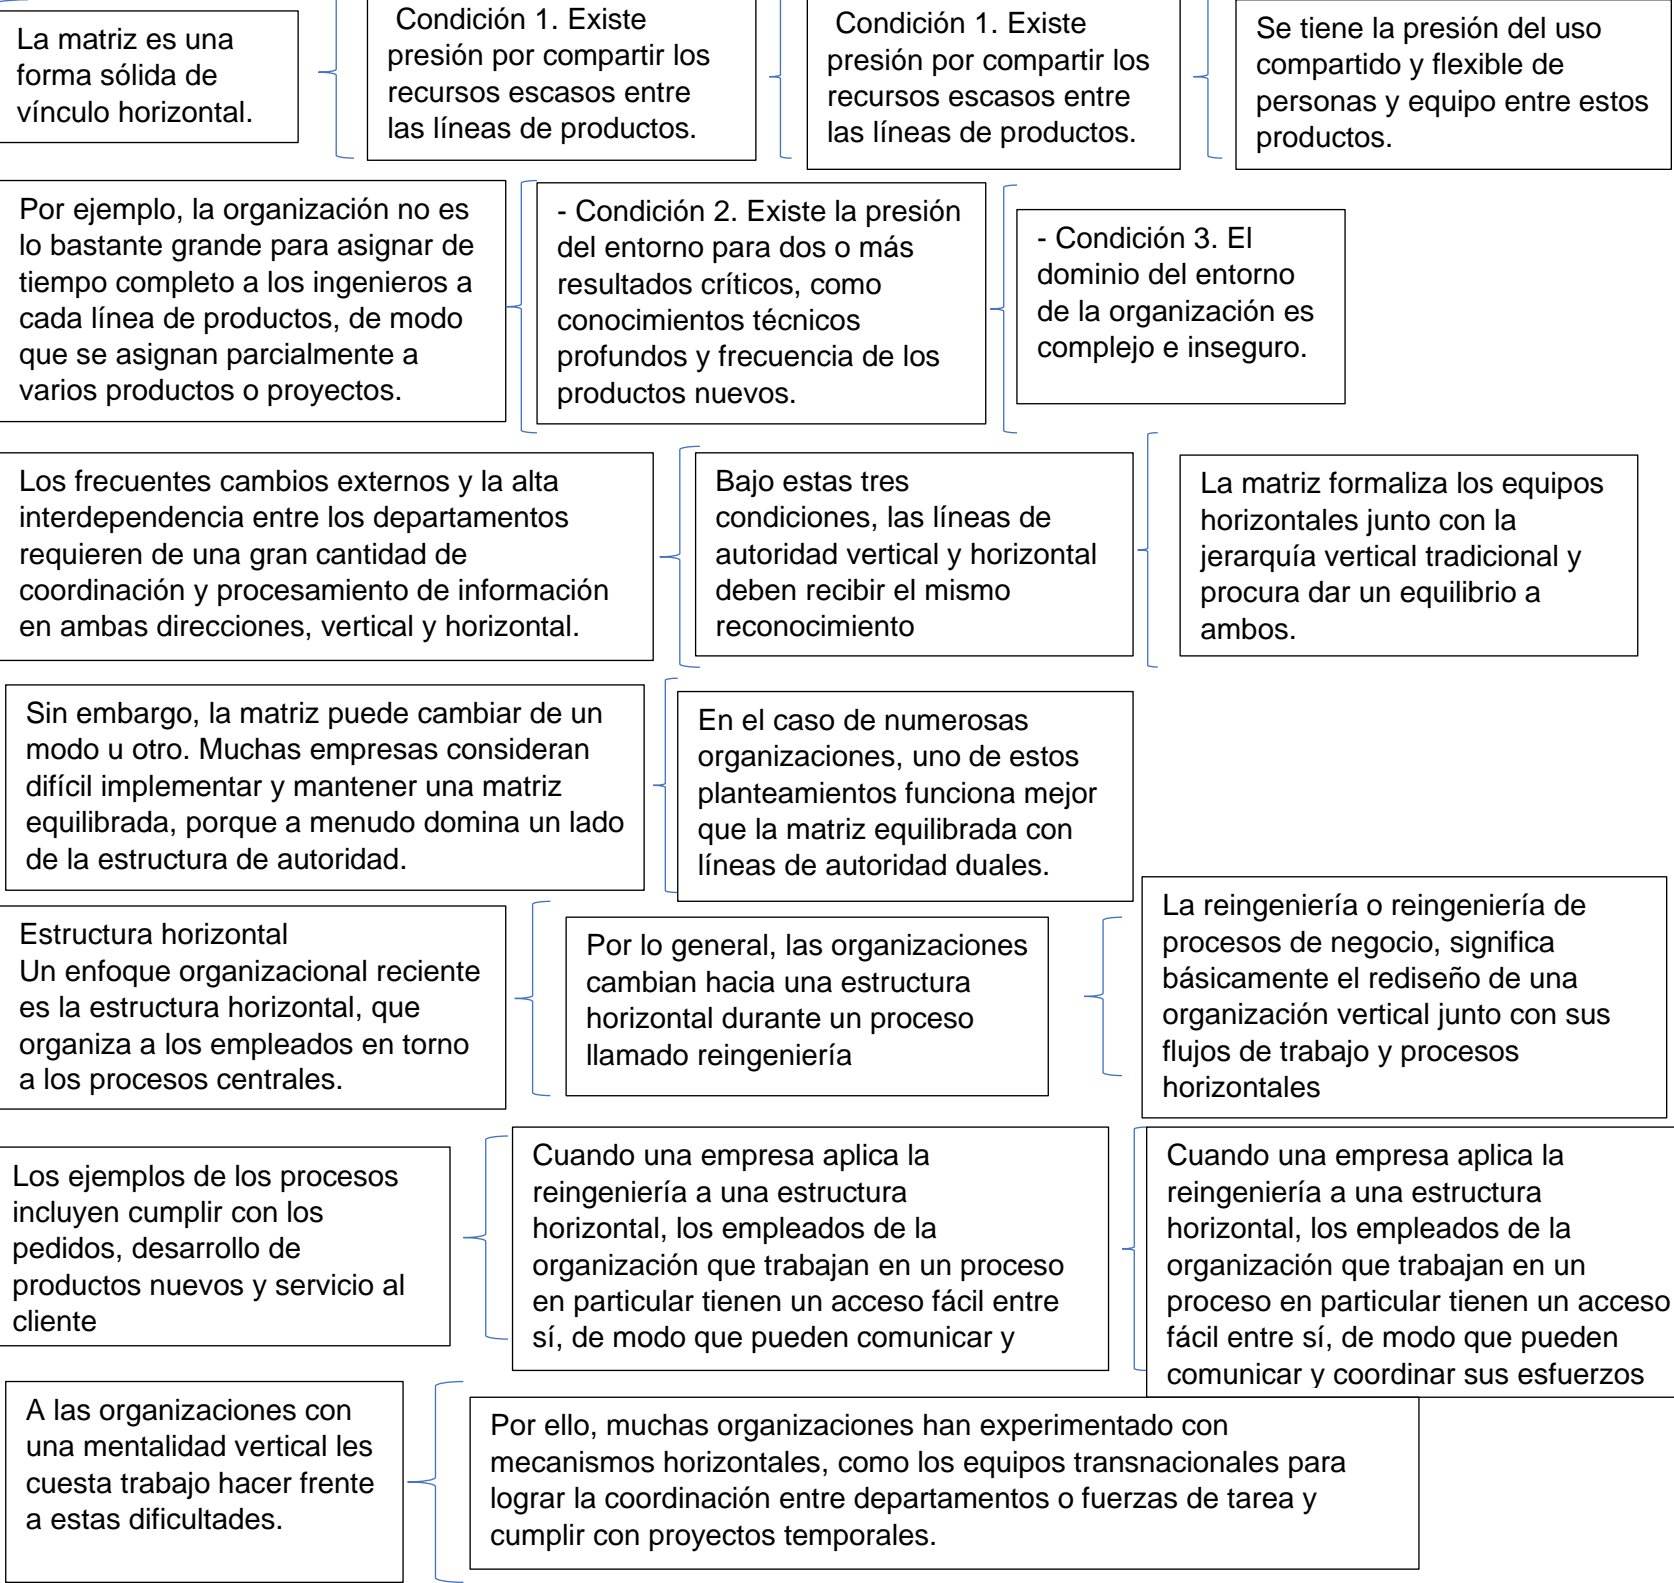 La matriz es una
forma sólida de
vínculo horizontal.
Condición 1. Existe
presión por compartir los
recursos escasos entre
las líneas de productos.
Condición 1. Existe
presión por compartir los
recursos escasos entre
las líneas de productos.
Se tiene la presión del uso
compartido y flexible de
personas y equipo entre estos
productos.
Por ejemplo, la organización no es
lo bastante grande para asignar de
tiempo completo a los ingenieros a
cada línea de productos, de modo
que se asignan parcialmente a
varios productos o proyectos.
- Condición 2. Existe la presión
del entorno para dos o más
resultados críticos, como
conocimientos técnicos
profundos y frecuencia de los
productos nuevos.
- Condición 3. El
dominio del entorno
de la organización es
complejo e inseguro.
Los frecuentes cambios externos y la alta
interdependencia entre los departamentos
requieren de una gran cantidad de
coordinación y procesamiento de información
en ambas direcciones, vertical y horizontal.
Bajo estas tres
condiciones, las líneas de
autoridad vertical y horizontal
deben recibir el mismo
reconocimiento
La matriz formaliza los equipos
horizontales junto con la
jerarquía vertical tradicional y
procura dar un equilibrio a
ambos.
Sin embargo, la matriz puede cambiar de un
modo u otro. Muchas empresas consideran
difícil implementar y mantener una matriz
equilibrada, porque a menudo domina un lado
de la estructura de autoridad.
En el caso de numerosas
organizaciones, uno de estos
planteamientos funciona mejor
que la matriz equilibrada con
líneas de autoridad duales.
Estructura horizontal
Un enfoque organizacional reciente
es la estructura horizontal, que
organiza a los empleados en torno
a los procesos centrales.
Por lo general, las organizaciones
cambian hacia una estructura
horizontal durante un proceso
llamado reingeniería
La reingeniería o reingeniería de
procesos de negocio, significa
básicamente el rediseño de una
organización vertical junto con sus
flujos de trabajo y procesos
horizontales
Los ejemplos de los procesos
incluyen cumplir con los
pedidos, desarrollo de
productos nuevos y servicio al
cliente
Cuando una empresa aplica la
reingeniería a una estructura
horizontal, los empleados de la
organización que trabajan en un proceso
en particular tienen un acceso fácil entre
sí, de modo que pueden comunicar y
Cuando una empresa aplica la
reingeniería a una estructura
horizontal, los empleados de la
organización que trabajan en un
proceso en particular tienen un acceso
fácil entre sí, de modo que pueden
comunicar y coordinar sus esfuerzos
A las organizaciones con
una mentalidad vertical les
cuesta trabajo hacer frente
a estas dificultades.
Por ello, muchas organizaciones han experimentado con
mecanismos horizontales, como los equipos transnacionales para
lograr la coordinación entre departamentos o fuerzas de tarea y
cumplir con proyectos temporales.